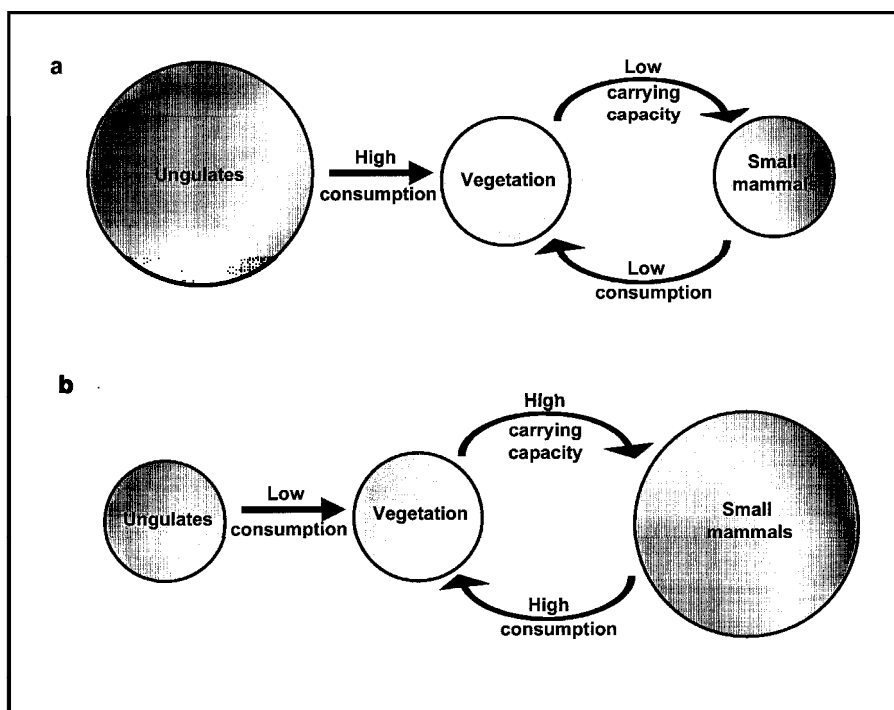 a
Ungulates
High
consumption
Vegetation
Low
carrying
capacity
Small
mammals
Low
consumption
b
Ungulates
Low
consumption
Vegetation
High
carrying
capacity
Small
mammals
High
consumption